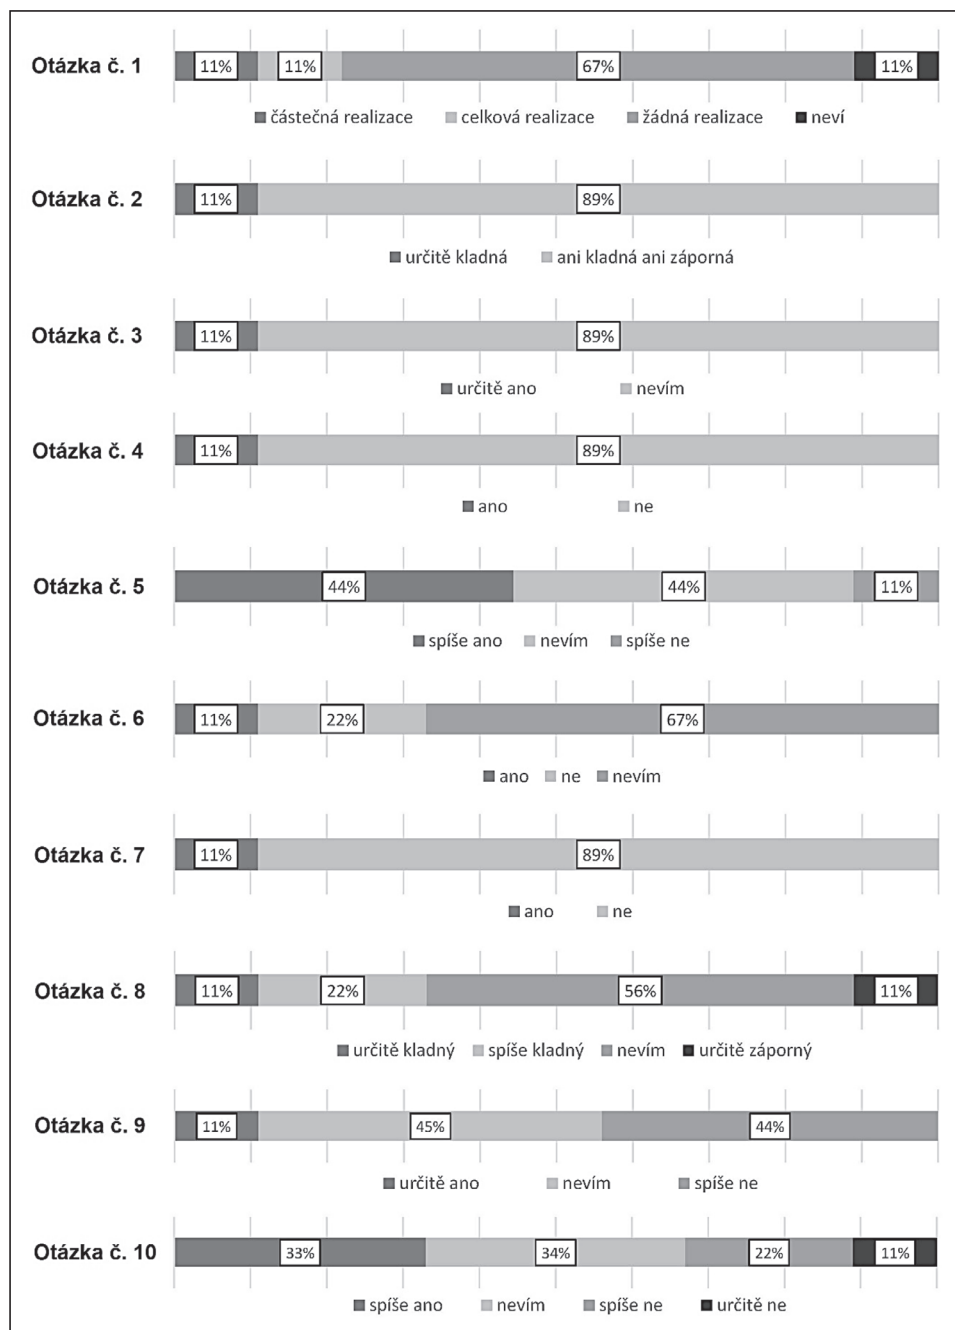 Otázka č. 1 11% 11% 67% 11%
částečná realizace celková realizace žádná realizace neví
Otázka č. 2 11% 89%
určitě kladná ani kladná ani záporná
Otázka č. 3 11% 89%
určitě ano nevím
Otázka č. 4 11% 89%
ano ne
Otázka č. 5 44% 44% 11%
spíše ano nevím spíše ne
Otázka č. 6 11% 22% 67%
ano ne nevím
Otázka č. 7 11% 89%
ano ne
Otázka č. 8 11% 22% 56% 11%
určitě kladný spíše kladný nevím určitě záporný
Otázka č. 9 11% 45% 44%
určitě ano nevím spíše ne
Otázka č. 10 33% 34% 22% 11%
spíše ano nevím spíše ne určitě ne